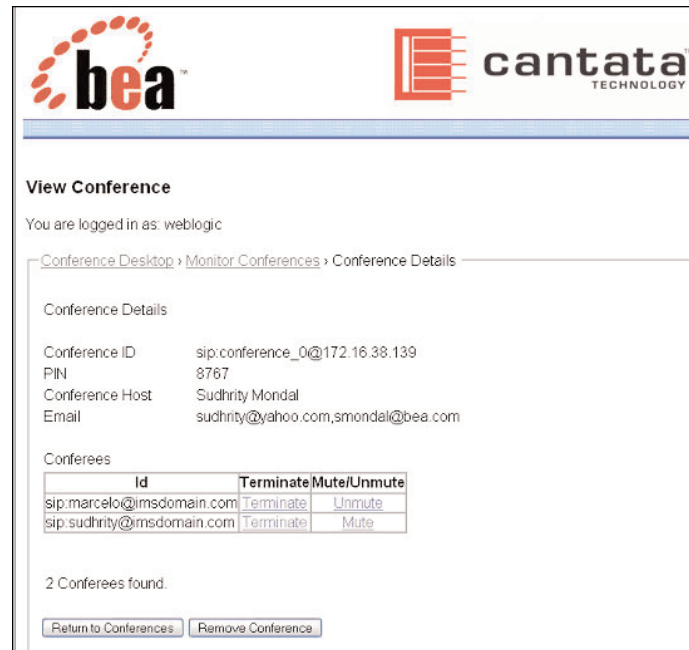 bea™
cantata™
TECHNOLOGY
View Conference
You are logged in as: weblogic
Conference Desktop › Monitor Conferences › Conference Details
Conference Details
Conference ID sip:conference_0@172.16.38.139
PIN 8767
Conference Host Sudhrity Mondal
Email sudhrity@yahoo.com,smondal@bea.com
Conferees
Id Terminate Mute/Unmute
sip:marcelo@imsdomain.com Terminate Unmute
sip:sudhrity@imsdomain.com Terminate Mute
2 Conferees found.
Return to Conferences Remove Conference